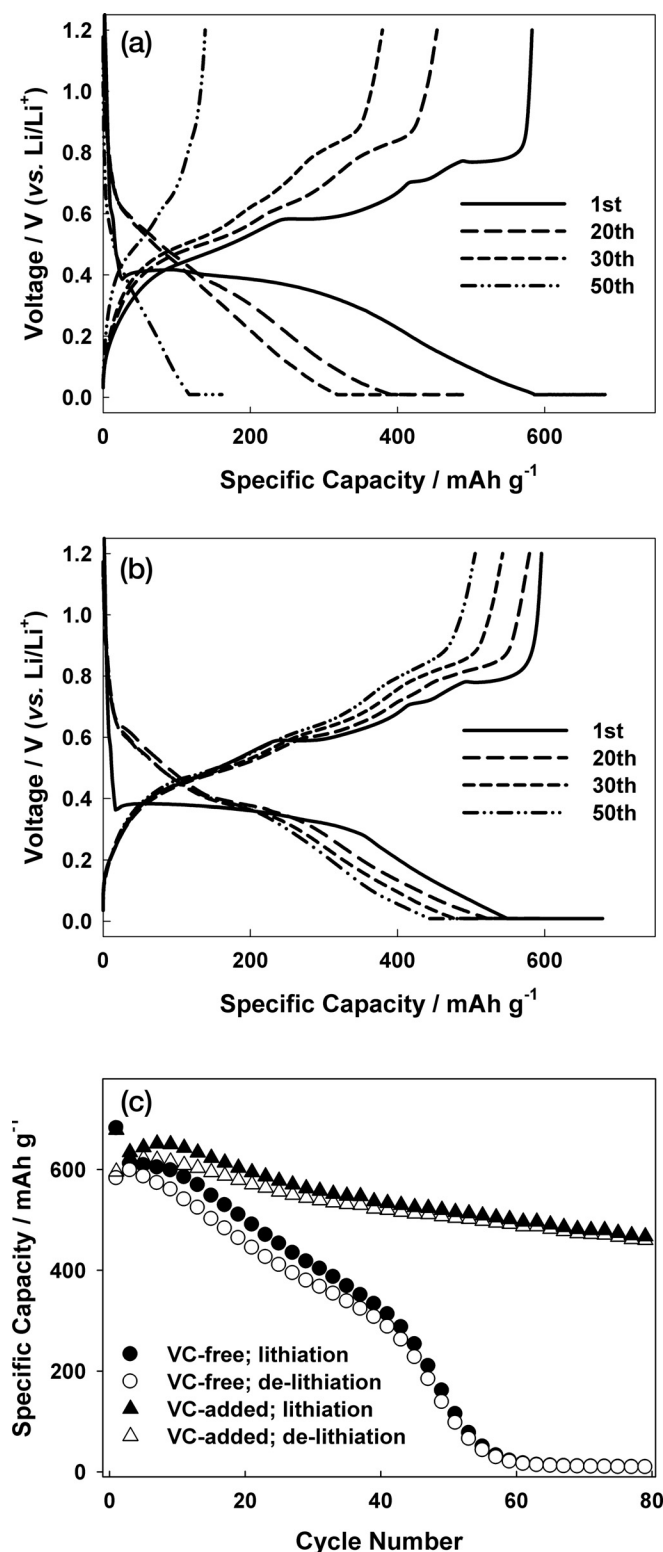 (a)
1.2
1.0
0.8
0.6
0.4
0.2
0.0
Voltage / V (vs. Li/Li⁺)
1st
20th
30th
50th
0 200 400 600
Specific Capacity / mAh g⁻¹
(b)
1.2
1.0
0.8
0.6
0.4
0.2
0.0
Voltage / V (vs. Li/Li⁺)
1st
20th
30th
50th
0 200 400 600
Specific Capacity / mAh g⁻¹
(c)
600
400
200
0
Specific Capacity / mAh g⁻¹
VC-free; lithiation
VC-free; de-lithiation
VC-added; lithiation
VC-added; de-lithiation
0 20 40 60 80
Cycle Number